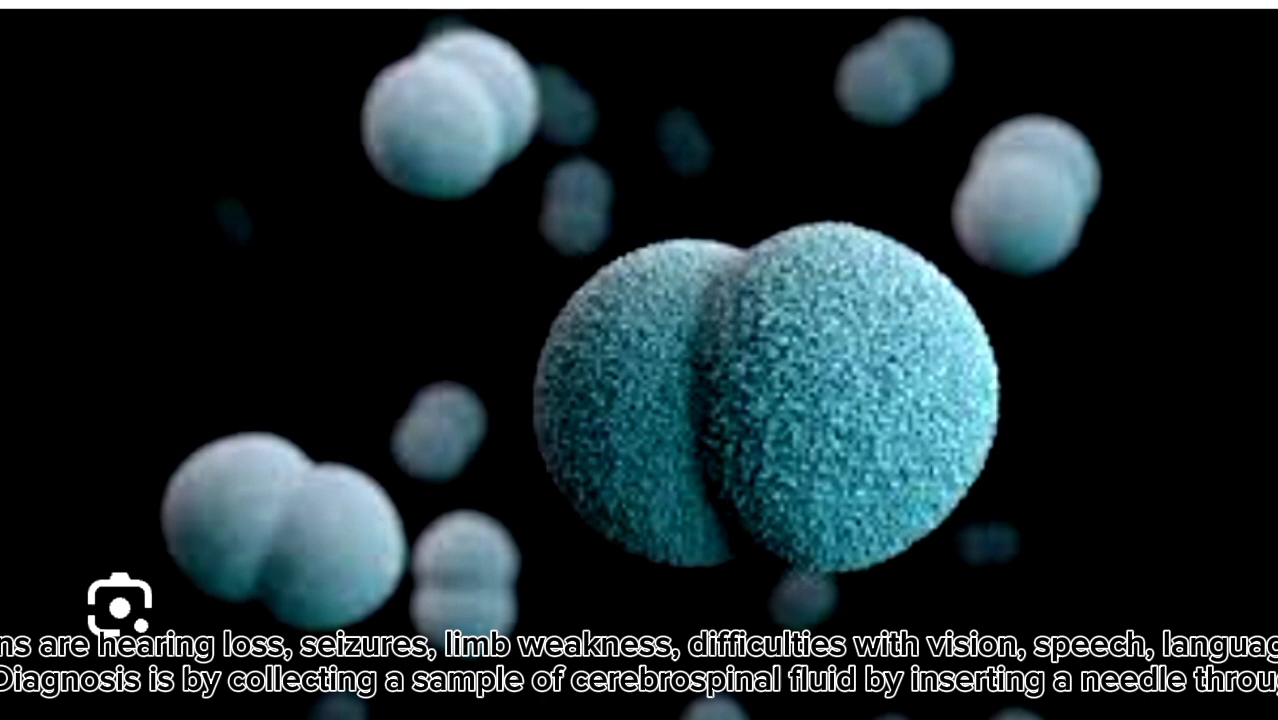 are hearing loss, seizures, limb weakness, difficulties with vision, speech,
Diagnosis is by collecting a sample of cerebrospinal fluid by inserting a needle